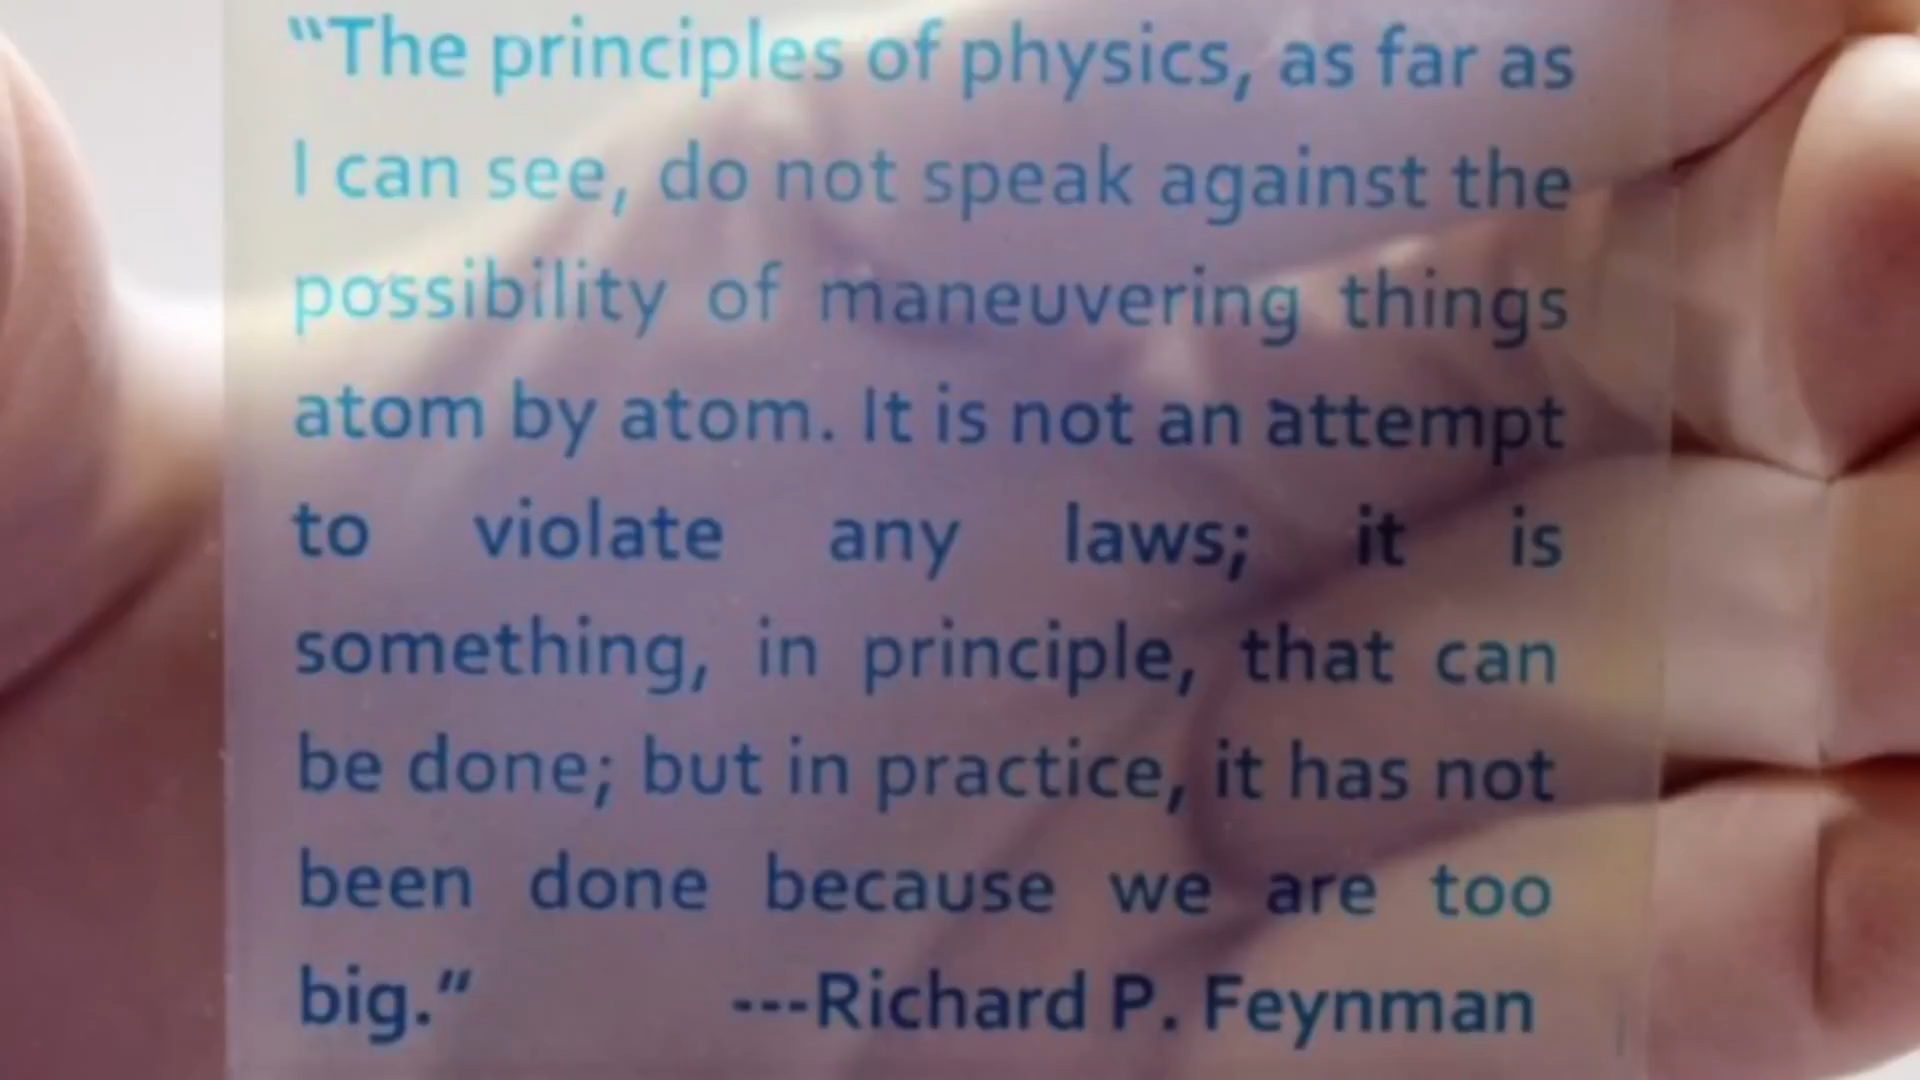 “The principles of physics, as far as
I can see, do not speak against the
possibility of maneuvering things
atom by atom. It is not an attempt
to violate any laws; it is
something, in principle, that can
be done; but in practice, it has not
been done because we are too
big.” ---Richard P. Feynman